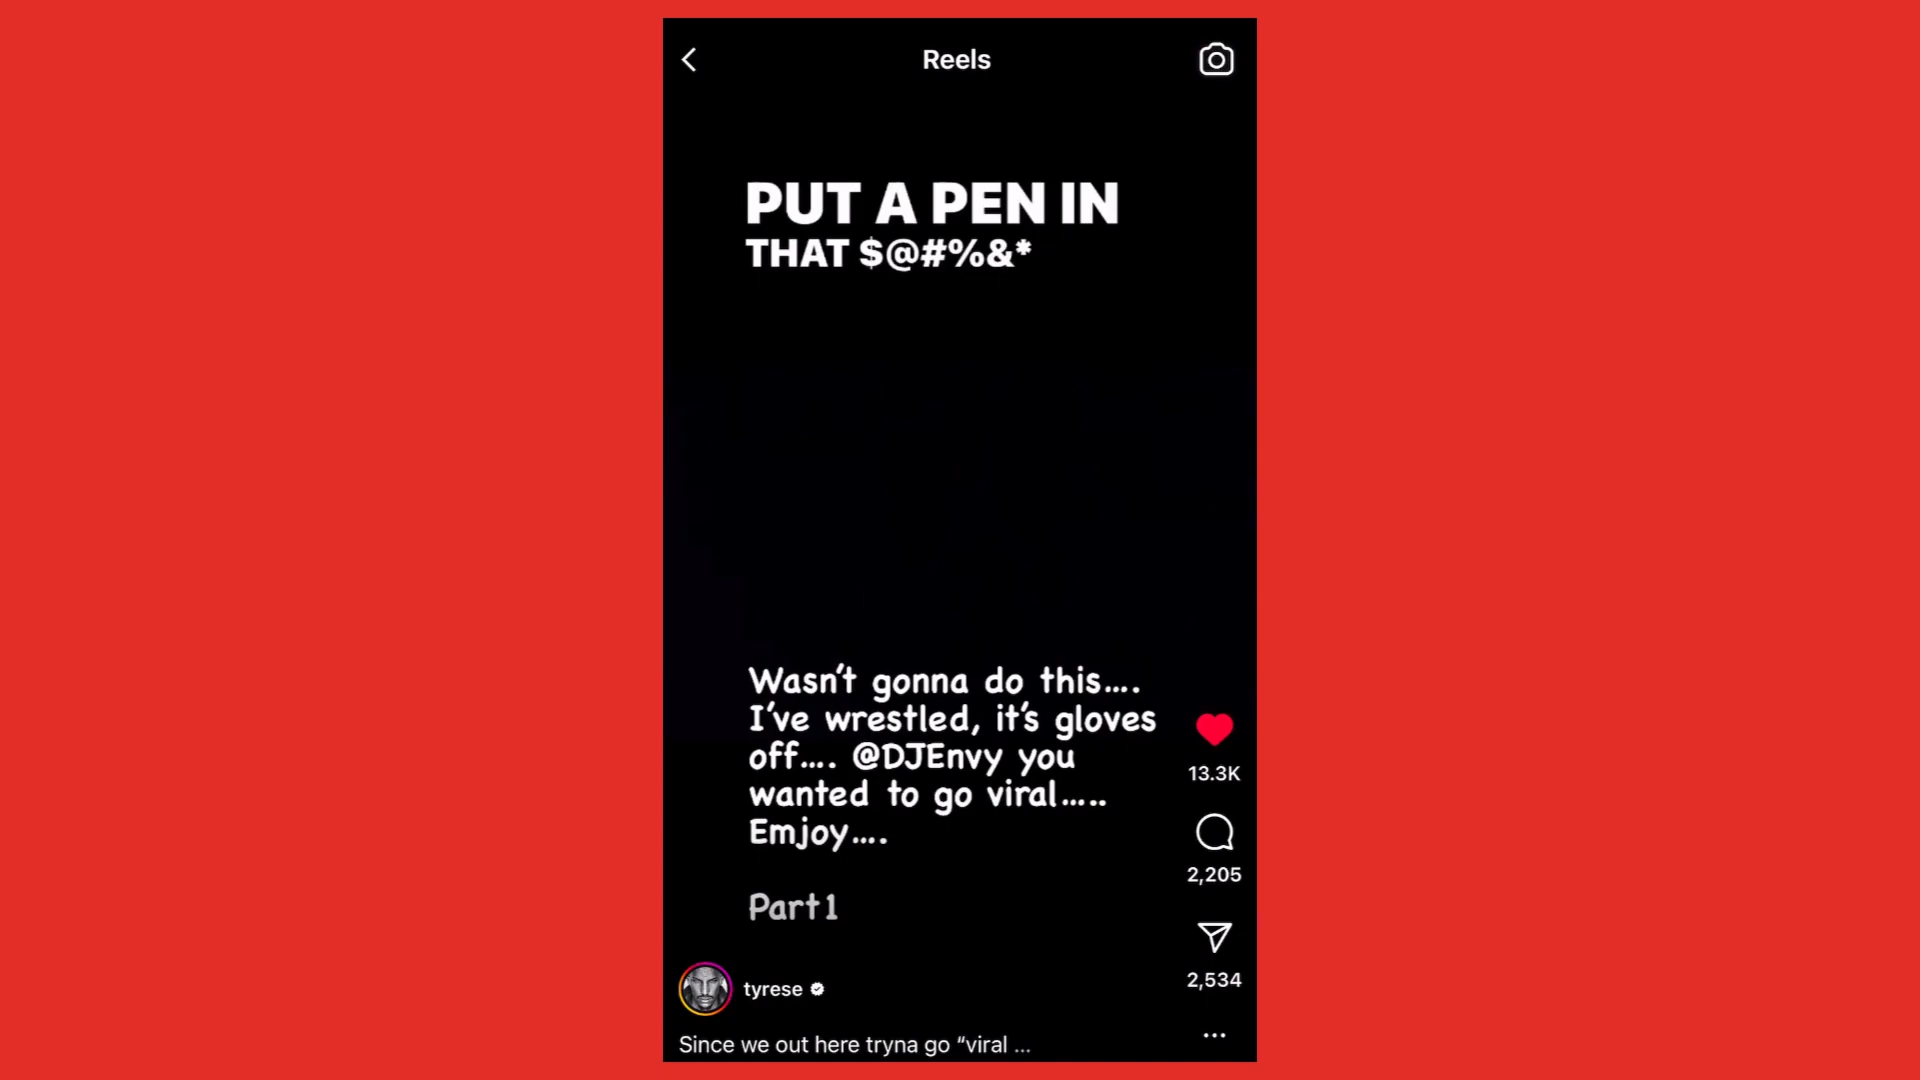 Reels
PUT A PEN IN
THAT $@#%&*
Wasn't gonna do this....
I've wrestled, it's gloves
off.... @DJEnvy you
wanted to go viral.....
Emjoy....
Part 1
13.3K
2,205
2,534
tyrese
Since we out here tryna go “viral ...